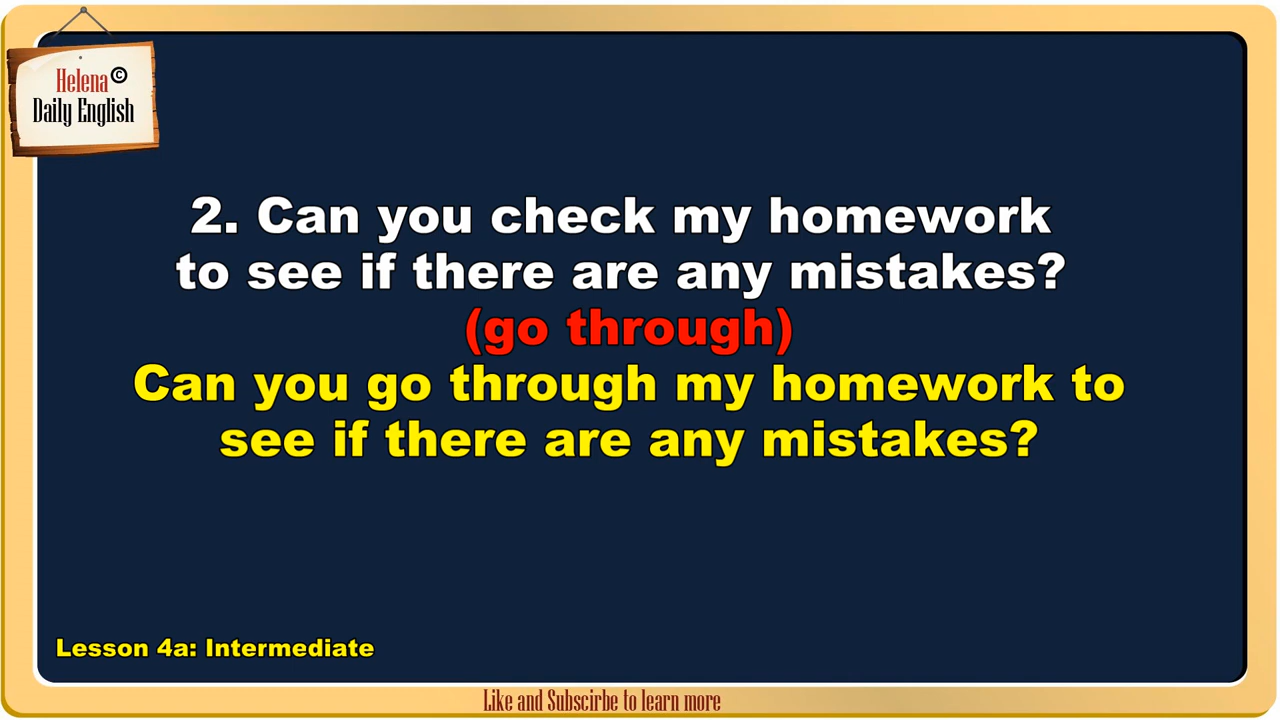 Helena ©
Daily English
2. Can you check my homework
to see if there are any mistakes?
(go through)
Can you go through my homework to
see if there are any mistakes?
Lesson 4a: Intermediate
Like and Subscirbe to learn more